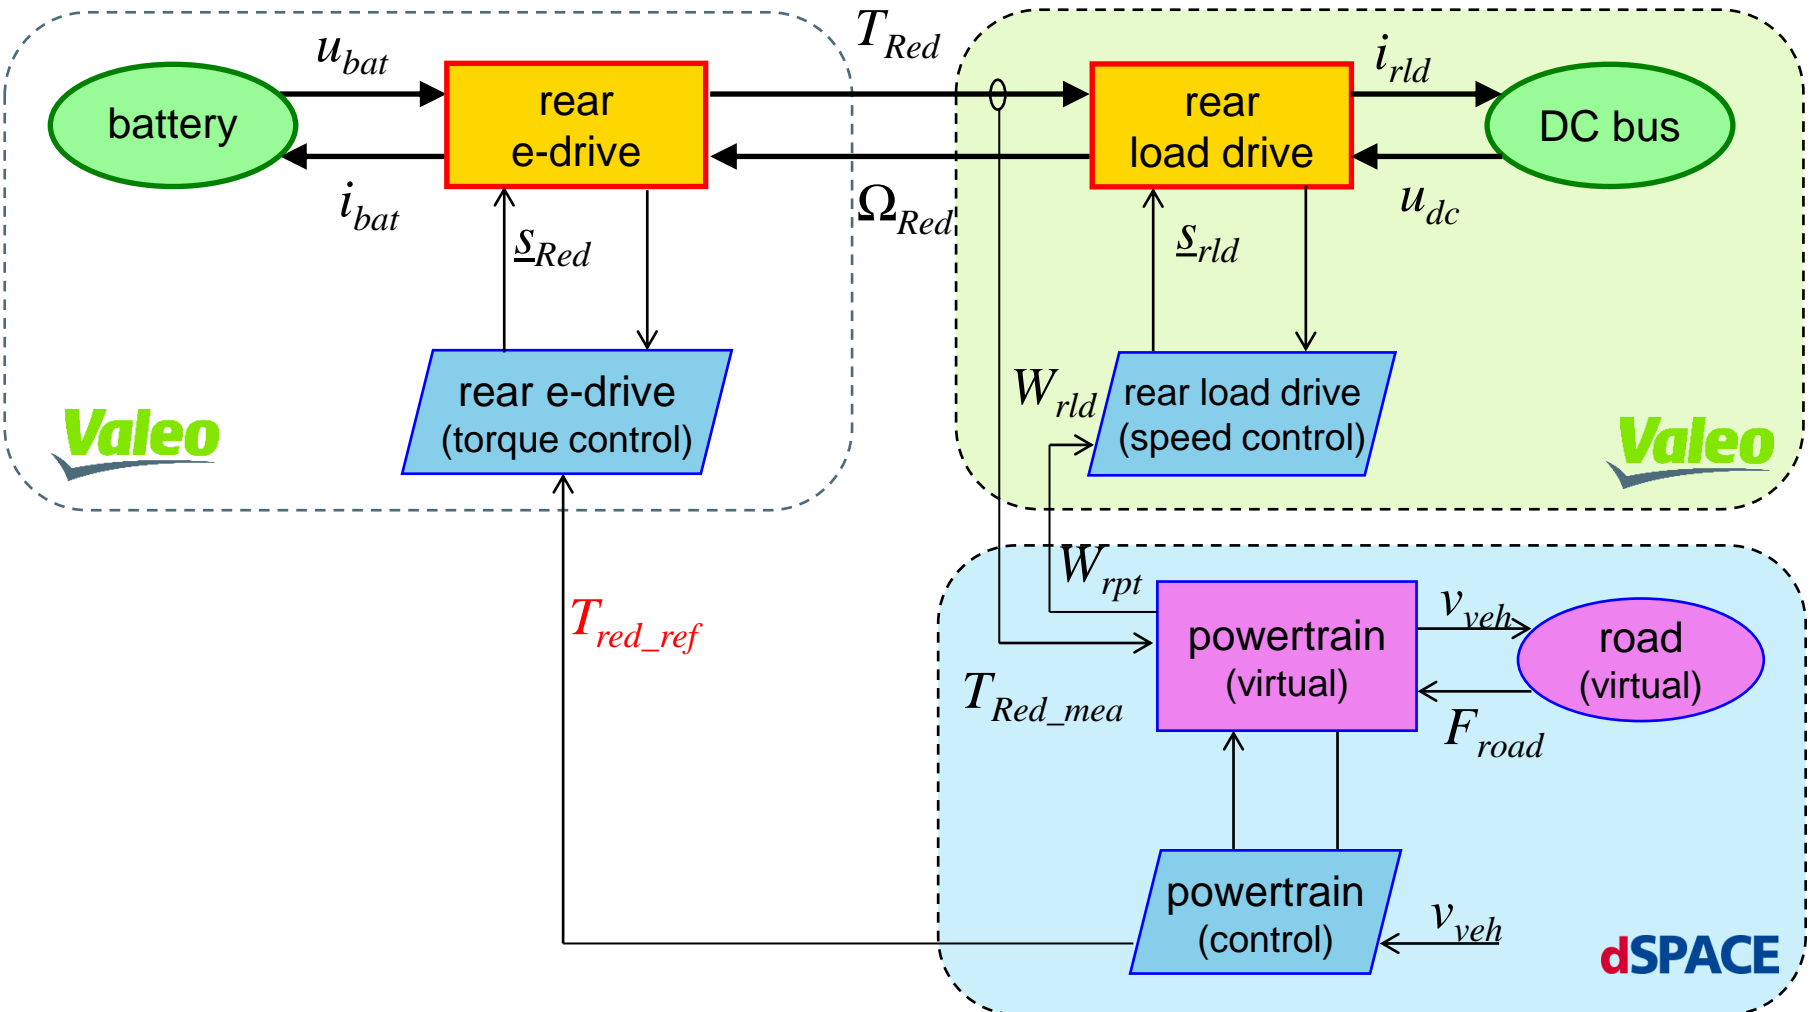 T_Red
u_bat
i_rld
battery
rear
e-drive
rear
load drive
DC bus
i_bat
Ω_Red
u_dc
s_Red
s_rld
rear e-drive
(torque control)
W_rld
rear load drive
(speed control)
Valeo
Valeo
W_rpt
T_red_ref
v_veh
powertrain
(virtual)
road
(virtual)
T_Red_mea
F_road
powertrain
(control)
v_veh
dSPACE